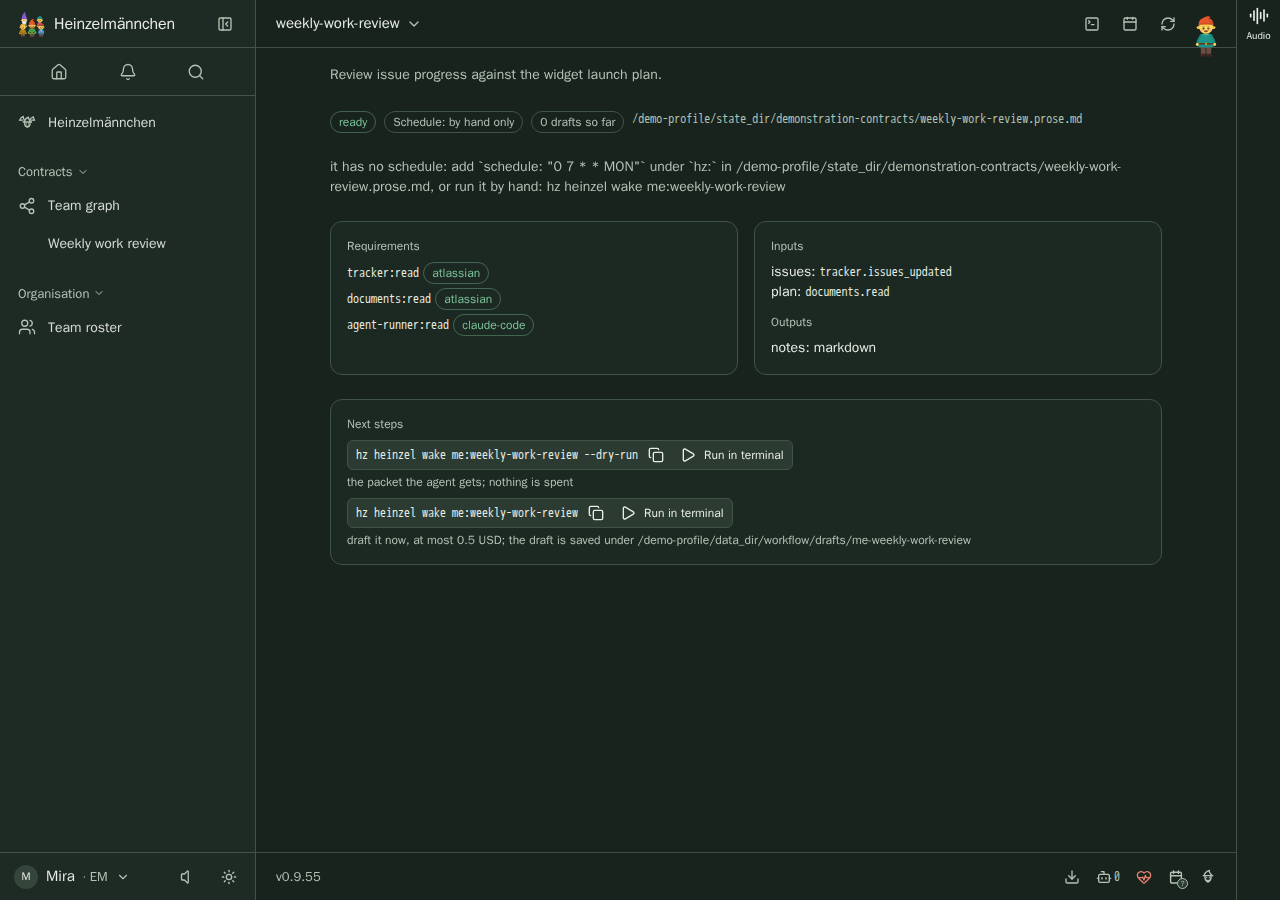 Heinzelmännchen
weekly-work-review
Audio
Heinzelmännchen
Contracts
Team graph
Weekly work review
Organisation
Team roster
Review issue progress against the widget launch plan.
ready
Schedule: by hand only
0 drafts so far
/demo-profile/state_dir/demonstration-contracts/weekly-work-review.prose.md
it has no schedule: add `schedule: "0 7 * * MON"` under `hz:` in /demo-profile/state_dir/demonstration-contracts/weekly-work-
review.prose.md, or run it by hand: hz heinzel wake me:weekly-work-review
Requirements
tracker:read atlassian
documents:read atlassian
agent-runner:read claude-code
Inputs
issues: tracker.issues_updated
plan: documents.read
Outputs
notes: markdown
Next steps
hz heinzel wake me:weekly-work-review --dry-run Run in terminal
the packet the agent gets; nothing is spent
hz heinzel wake me:weekly-work-review Run in terminal
draft it now, at most 0.5 USD; the draft is saved under /demo-profile/data_dir/workflow/drafts/me-weekly-work-review
M Mira · EM
v0.9.55
0
?